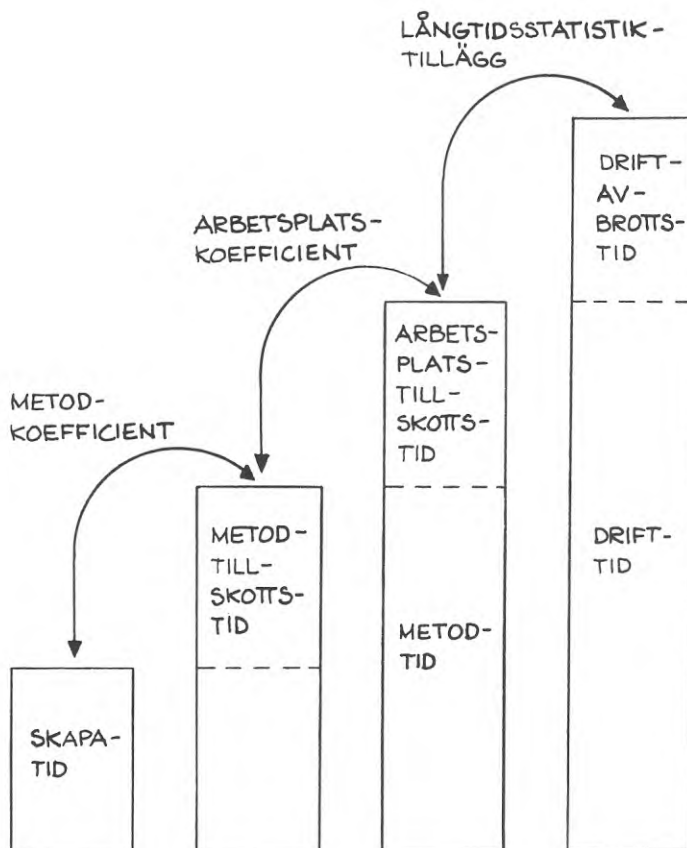 LÅNGTIDSSTATISTIK-
TILLÄGG
DRIFT-
AV-
BROTTS-
TID
ARBETSPLATS-
KOEFFICIENT
ARBETS-
PLATS-
TILL-
SKOTTS-
TID
METOD-
KOEFFICIENT
METOD-
TILL-
SKOTTS-
TID
DRIFT-
TID
METOD-
TID
SKAPA-
TID